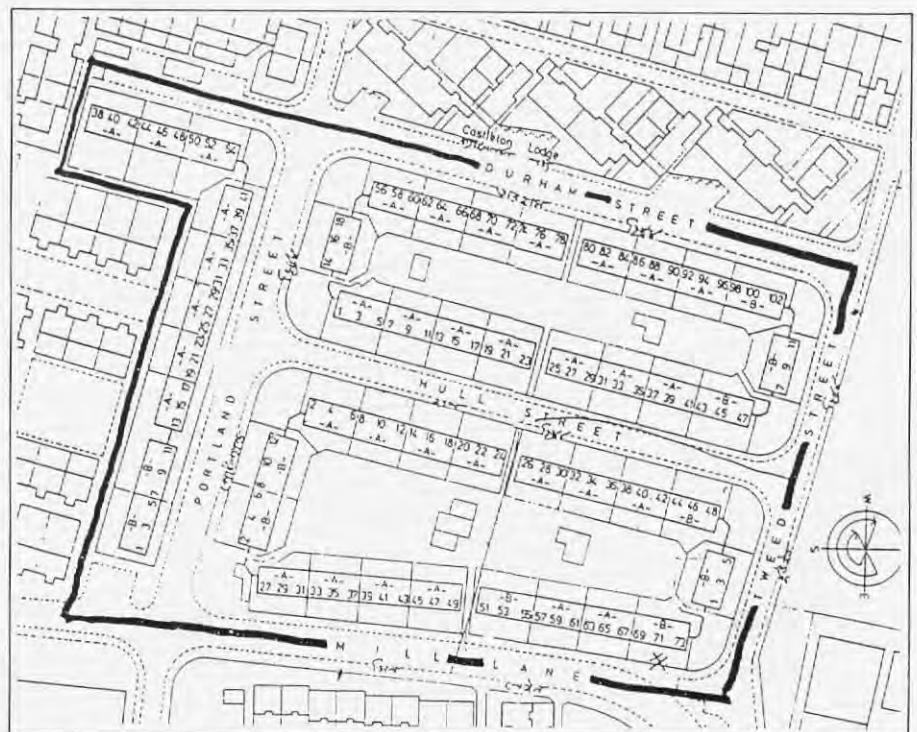 Castleton Lodge
DURHAM STREET
38 40 42 44 46 48 50 52 54
-A- -A-
56 58 60 62 64 66 68 70 72 74 76 78
-A- -A- -A-
80 82 84 86 88 90 92 94 96 98 100 102
-A- -A- -B-
14 16 18
-B-
13 15 17 19 21 23 25 27 29 31 33 35 37 39 41
-A- -A- -A- -A- -A-
1 3 5 7 9 11
-B- -B-
PORTLAND STREET
1 3 5 7 9 11 13 15 17 19 21 23
-A- -A- -A- -A-
25 27 29 31 33 35 37 39 41 43 45 47
-A- -A- -B-
7 9 11
-B-
HULL STREET
2 4 6 8 10 12 14 16 18 20 22 24
-A- -A- -A-
26 28 30 32 34 36 38 40 42 44 46 48
-A- -A- -B-
2 4 6 8 10 12
-B- -B-
1 3 5
-B-
27 29 31 33 35 37 39 41 43 45 47 49
-A- -A- -A- -A-
51 53 55 57 59 61 63 65 67 69 71 73
-B- -A- -A- -B-
TWEED STREET
MILL LANE
S
W
E